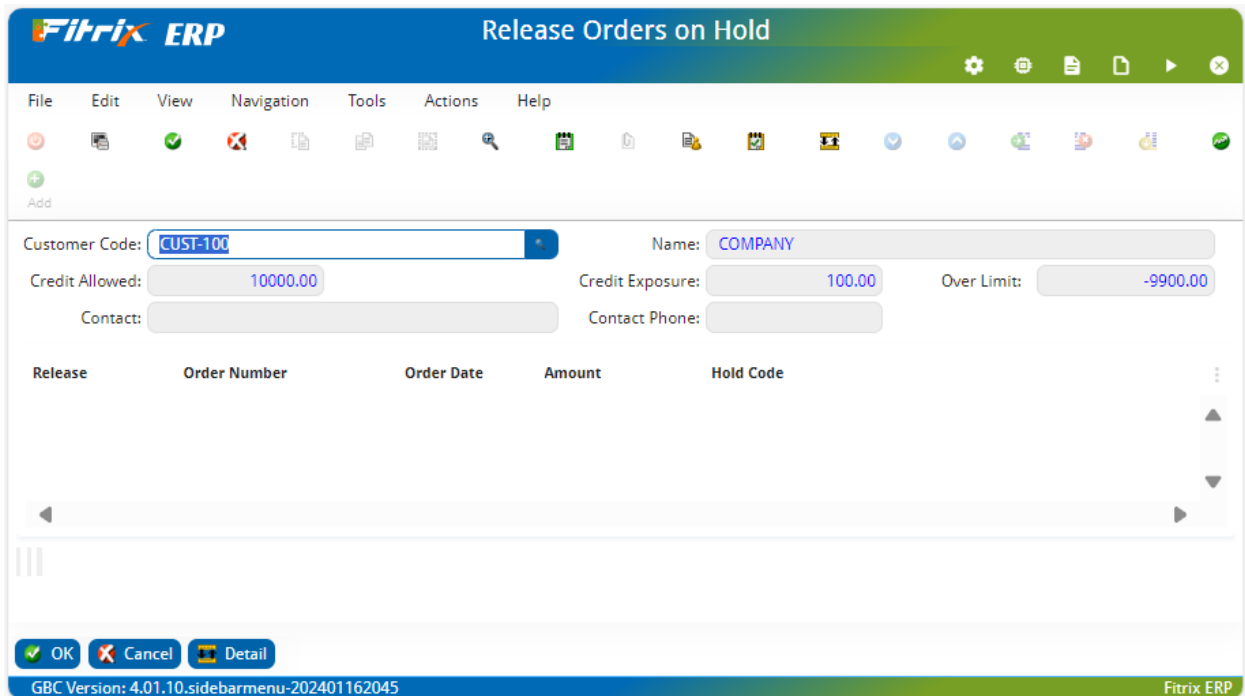 Fitrix ERP Release Orders on Hold
File Edit View Navigation Tools Actions Help
Add
Customer Code: CUST-100 Name: COMPANY
Credit Allowed: 10000.00 Credit Exposure: 100.00 Over Limit: -9900.00
Contact: Contact Phone:
Release Order Number Order Date Amount Hold Code
OK Cancel Detail
GBC Version: 4.01.10.sidebarmenu-202401162045 Fitrix ERP